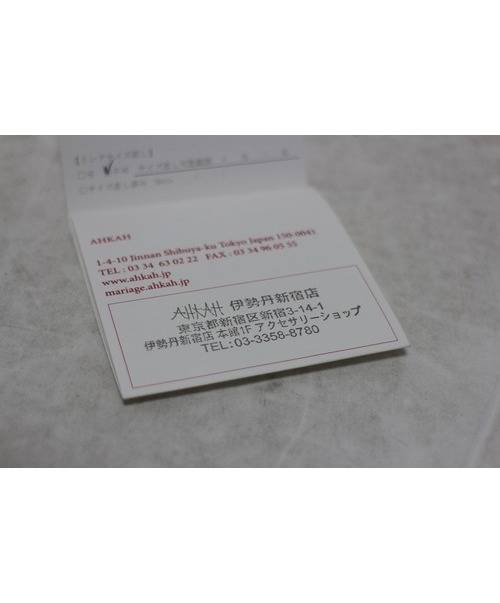 AHKAH
1-4-10 Jinnan Shibuya-ku Tokyo Japan 150-0041
TEL : 03 34 63 02 22 FAX : 03 34 96 05 55
www.ahkah.jp
mariage.ahkah.jp
AHKAH 伊勢丹新宿店
東京都新宿区新宿3-14-1
伊勢丹新宿店 本館1F アクセサリーショップ
TEL:03-3358-8780